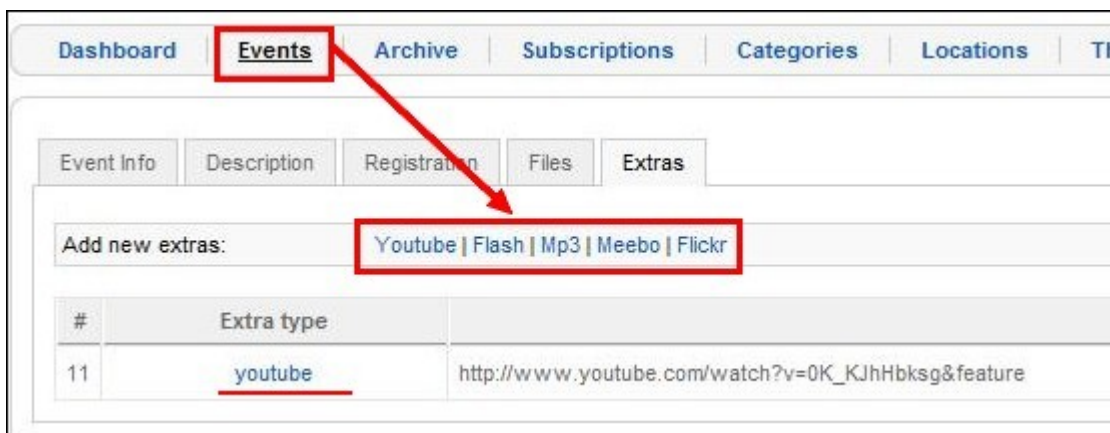 Dashboard Events Archive Subscriptions Categories Locations
Event Info Description Registration Files Extras
Add new extras: Youtube | Flash | Mp3 | Meebo | Flickr
# Extra type
11 youtube http://www.youtube.com/watch?v=0K_KJhHbksg&feature